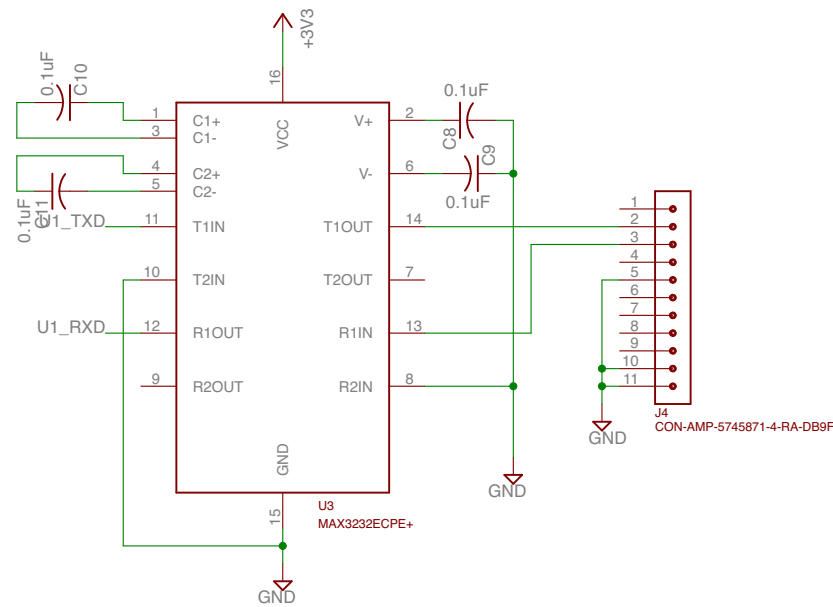 +3V3
16
0.1uF
C10
1
C1+
3
C1-
VCC
V+
2
0.1uF
C8
4
C2+
5
C2-
V-
6
C9
0.1uF
0.1uF
C11
U1_TXD
11
T1IN
T1OUT
14
10
T2IN
T2OUT
7
U1_RXD
12
R1OUT
R1IN
13
9
R2OUT
R2IN
8
GND
15
U3
MAX3232ECPE+
GND
GND
1
2
3
4
5
6
7
8
9
10
11
J4
CON-AMP-5745871-4-RA-DB9F
GND